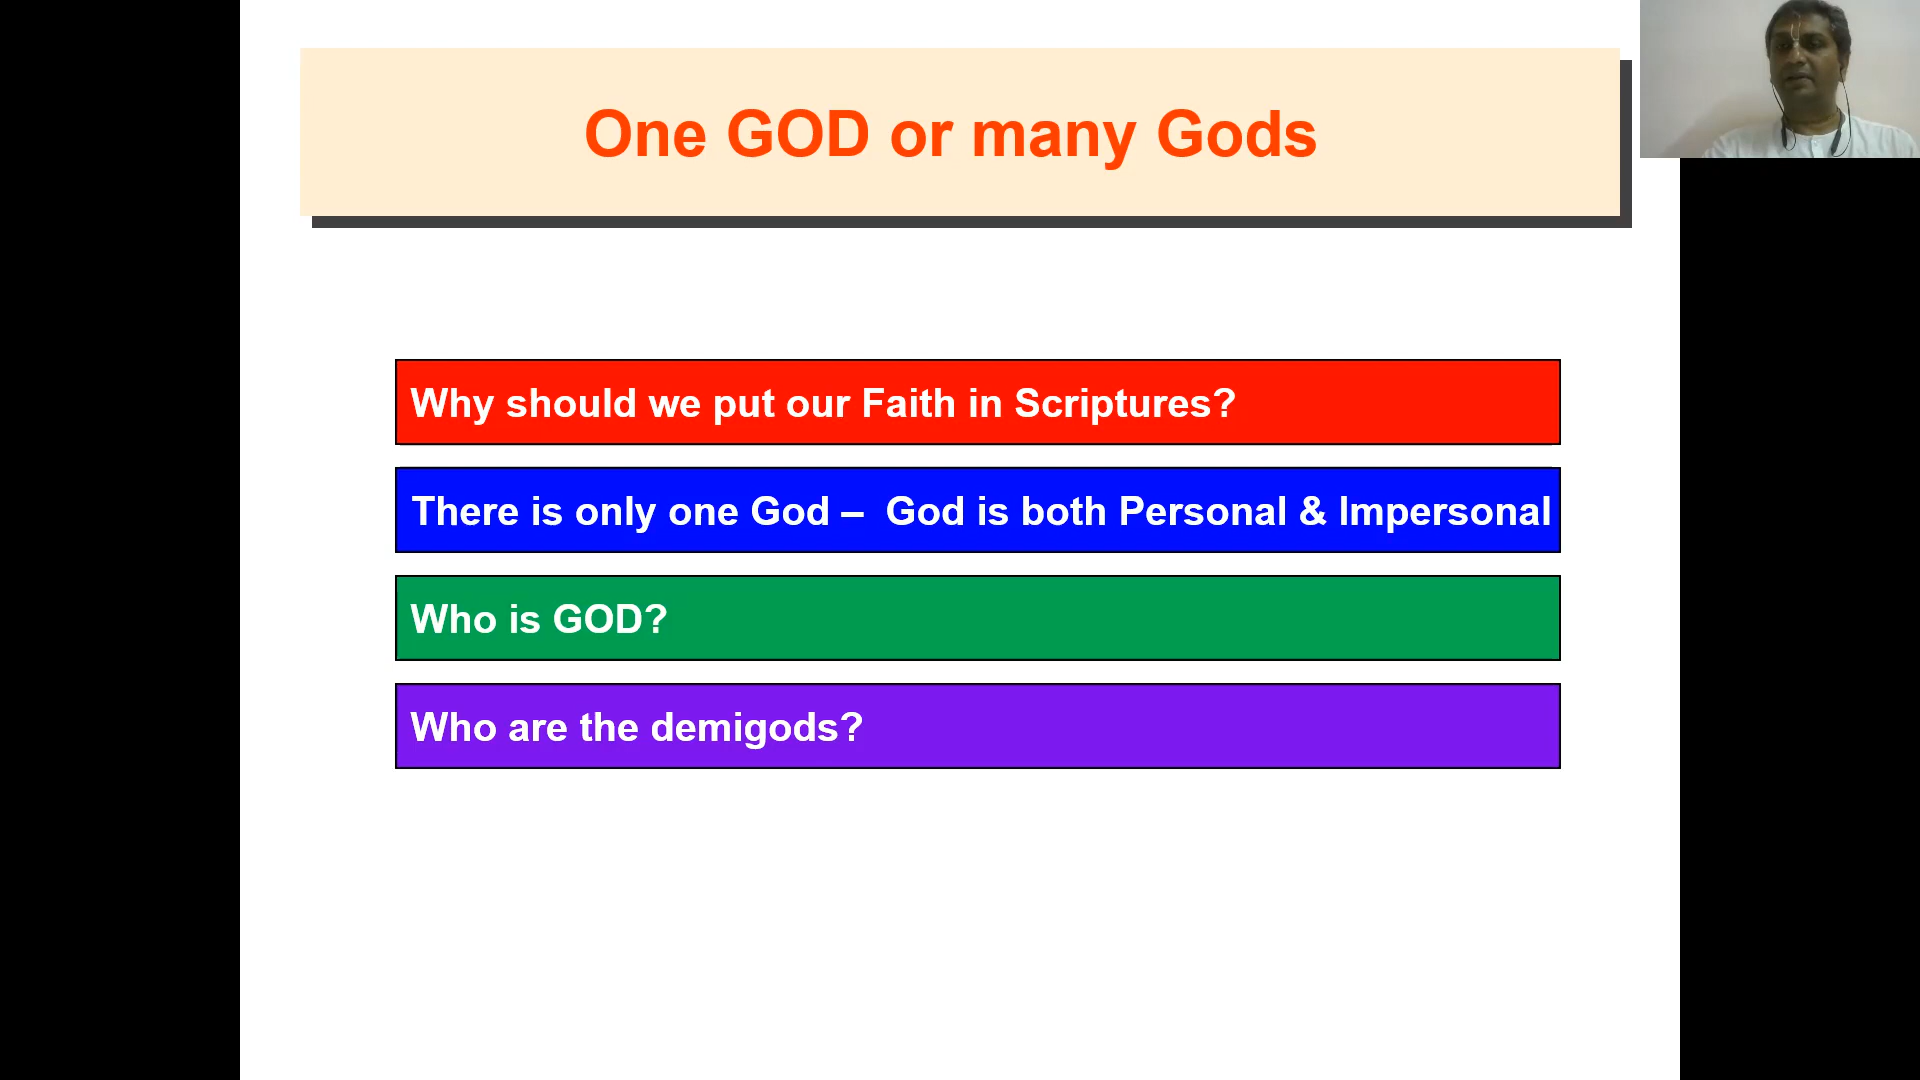 One GOD or many Gods
Why should we put our Faith in Scriptures?
There is only one God – God is both Personal & Impersonal
Who is GOD?
Who are the demigods?